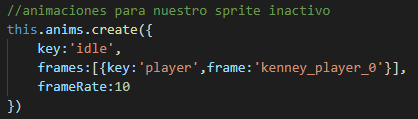 //animaciones para nuestro sprite inactivo
this.anims.create({
    key:'idle',
    frames:[{key:'player',frame:'kenney_player_0'}],
    frameRate:10
})